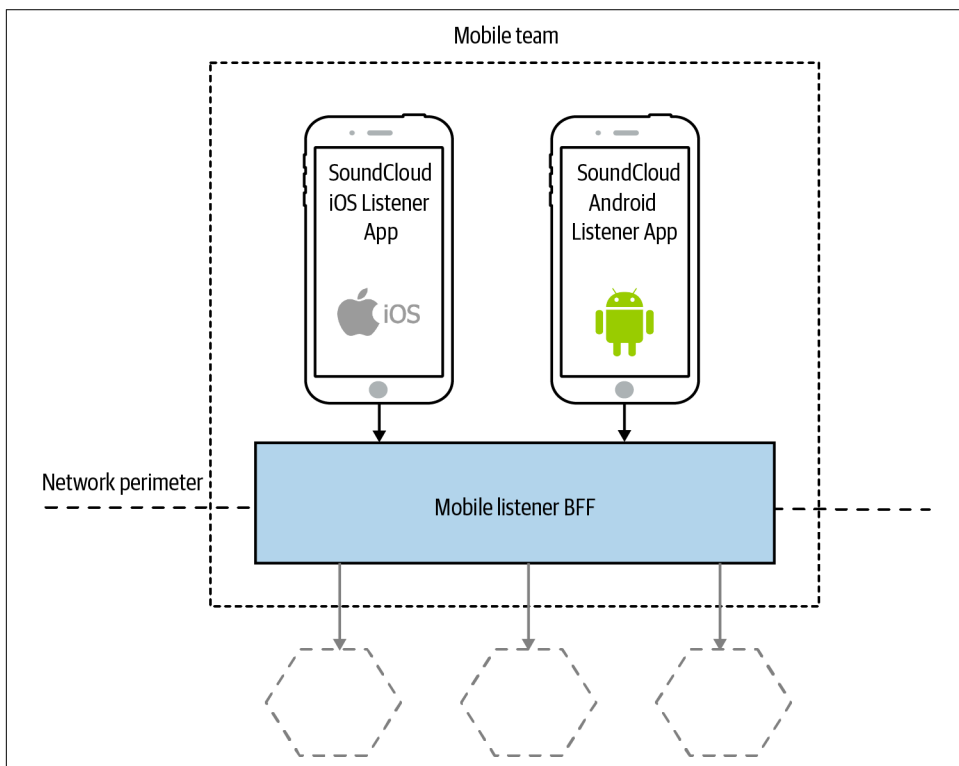 Mobile team
SoundCloud
iOS Listener
App
iOS
SoundCloud
Android
Listener App
Network perimeter
Mobile listener BFF